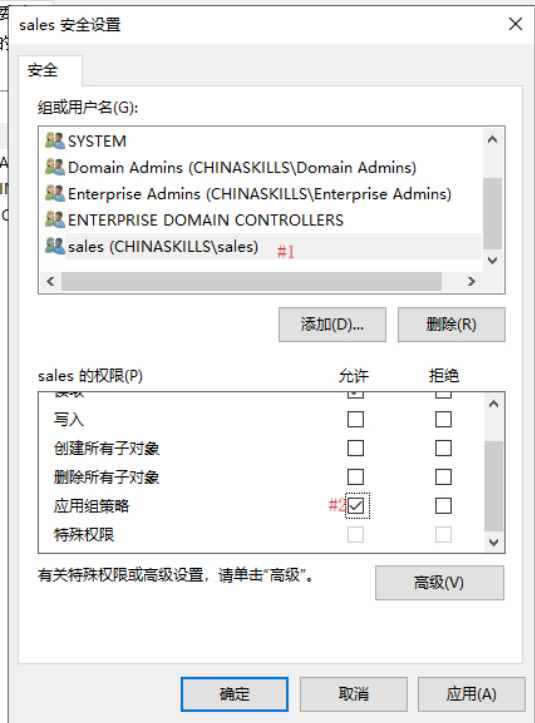 sales 安全设置
安全
组或用户名(G):
SYSTEM
Domain Admins (CHINASKILLS\Domain Admins)
Enterprise Admins (CHINASKILLS\Enterprise Admins)
ENTERPRISE DOMAIN CONTROLLERS
sales (CHINASKILLS\sales) #1
添加(D)... 删除(R)
sales 的权限(P) 允许 拒绝
读取
写入
创建所有子对象
删除所有子对象
应用组策略 #2
特殊权限
有关特殊权限或高级设置，请单击"高级"。
高级(V)
确定 取消 应用(A)